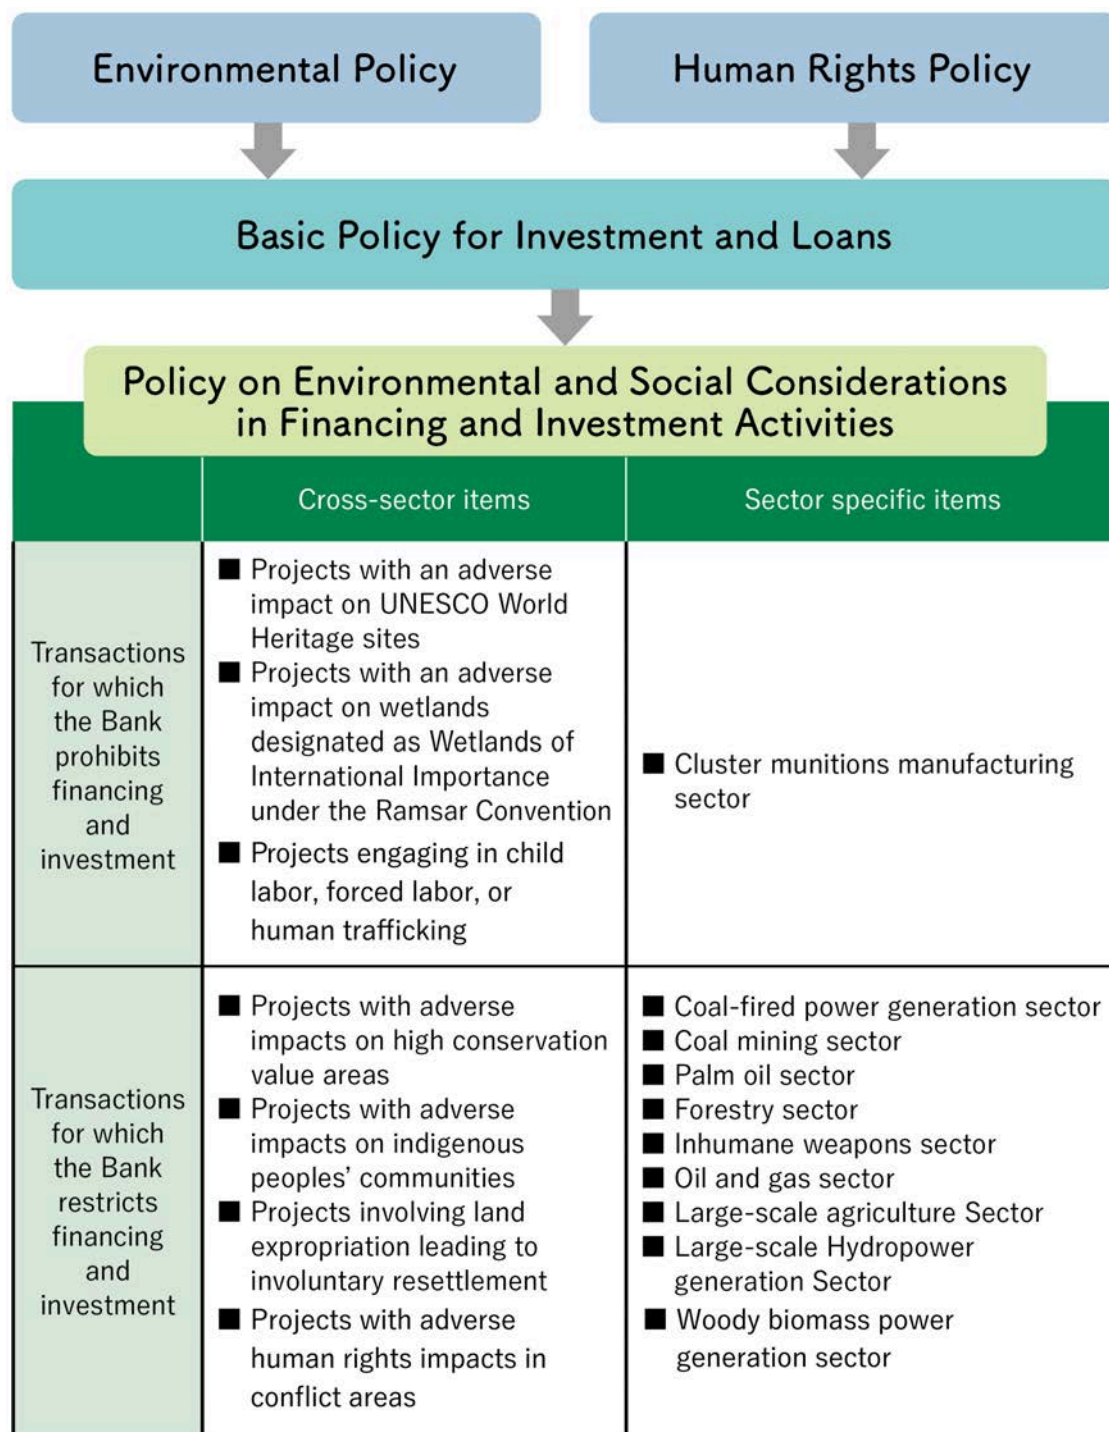 Environmental Policy
Human Rights Policy
Basic Policy for Investment and Loans
Policy on Environmental and Social Considerations
in Financing and Investment Activities
Cross-sector items
Sector specific items
Transactions
for which
the Bank
prohibits
financing
and
investment
■ Projects with an adverse
impact on UNESCO World
Heritage sites
■ Projects with an adverse
impact on wetlands
designated as Wetlands of
International Importance
under the Ramsar Convention
■ Projects engaging in child
labor, forced labor, or
human trafficking
■ Cluster munitions manufacturing
sector
Transactions
for which
the Bank
restricts
financing
and
investment
■ Projects with adverse
impacts on high conservation
value areas
■ Projects with adverse
impacts on indigenous
peoples’ communities
■ Projects involving land
expropriation leading to
involuntary resettlement
■ Projects with adverse
human rights impacts in
conflict areas
■ Coal-fired power generation sector
■ Coal mining sector
■ Palm oil sector
■ Forestry sector
■ Inhumane weapons sector
■ Oil and gas sector
■ Large-scale agriculture Sector
■ Large-scale Hydropower
generation Sector
■ Woody biomass power
generation sector